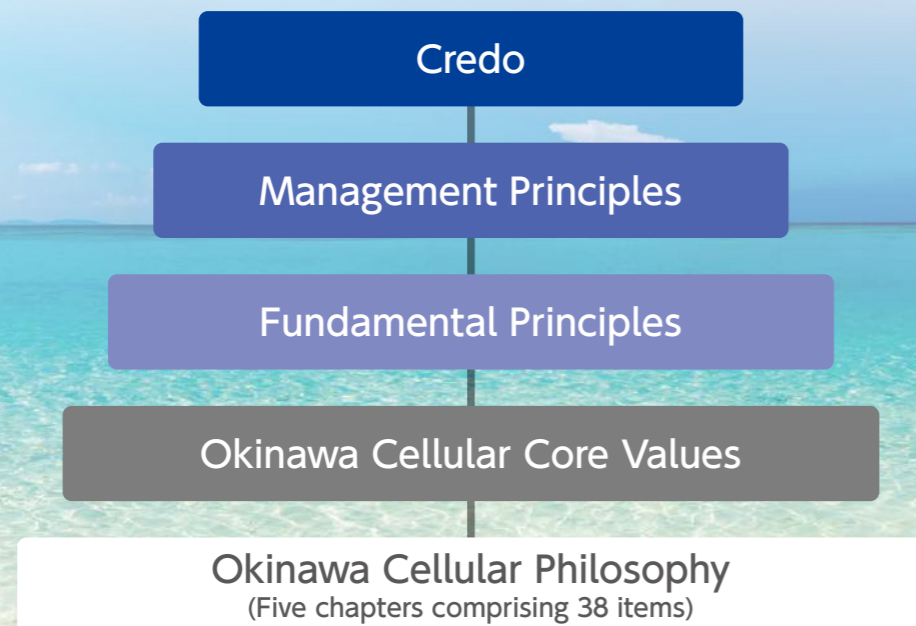 Credo
Management Principles
Fundamental Principles
Okinawa Cellular Core Values
Okinawa Cellular Philosophy
(Five chapters comprising 38 items)